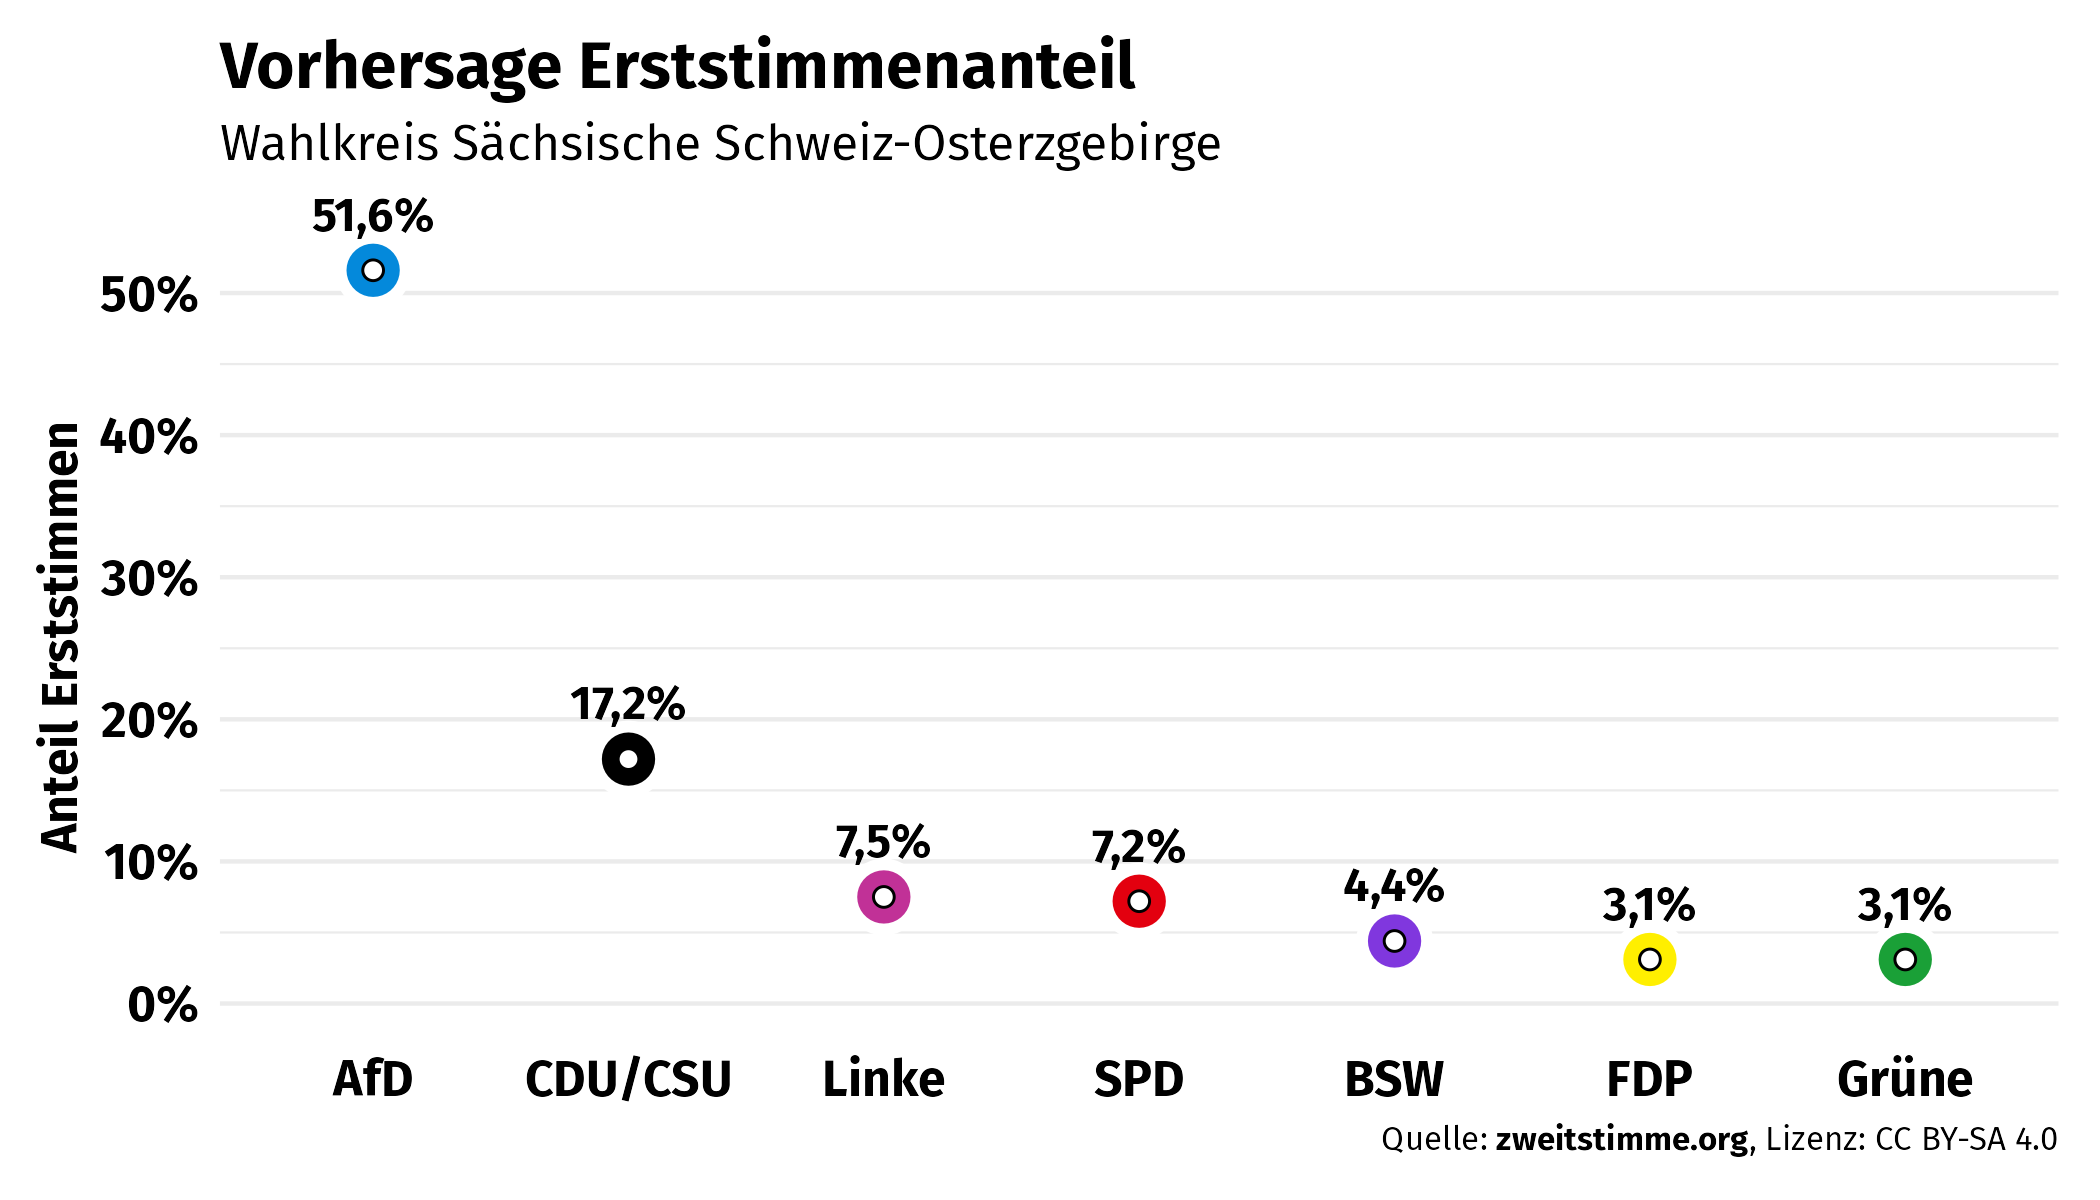 Vorhersage Erststimmenanteil
Wahlkreis Sächsische Schweiz-Osterzgebirge
Anteil Erststimmen
50%
40%
30%
20%
10%
0%
51,6%
17,2%
7,5%
7,2%
4,4%
3,1%
3,1%
AfD
CDU/CSU
Linke
SPD
BSW
FDP
Grüne
Quelle: zweitstimme.org, Lizenz: CC BY-SA 4.0